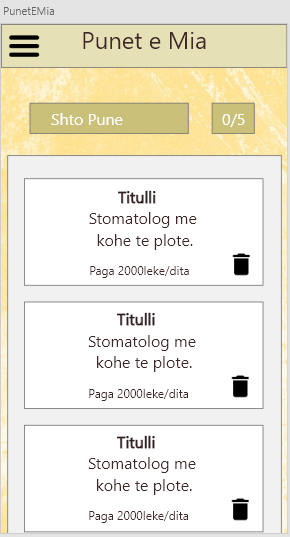 PunetEMia
Punet e Mia
Shto Pune 0/5
Titulli
Stomatolog me
kohe te plote.
Paga 2000leke/dita
Titulli
Stomatolog me
kohe te plote.
Paga 2000leke/dita
Titulli
Stomatolog me
kohe te plote.
Paga 2000leke/dita